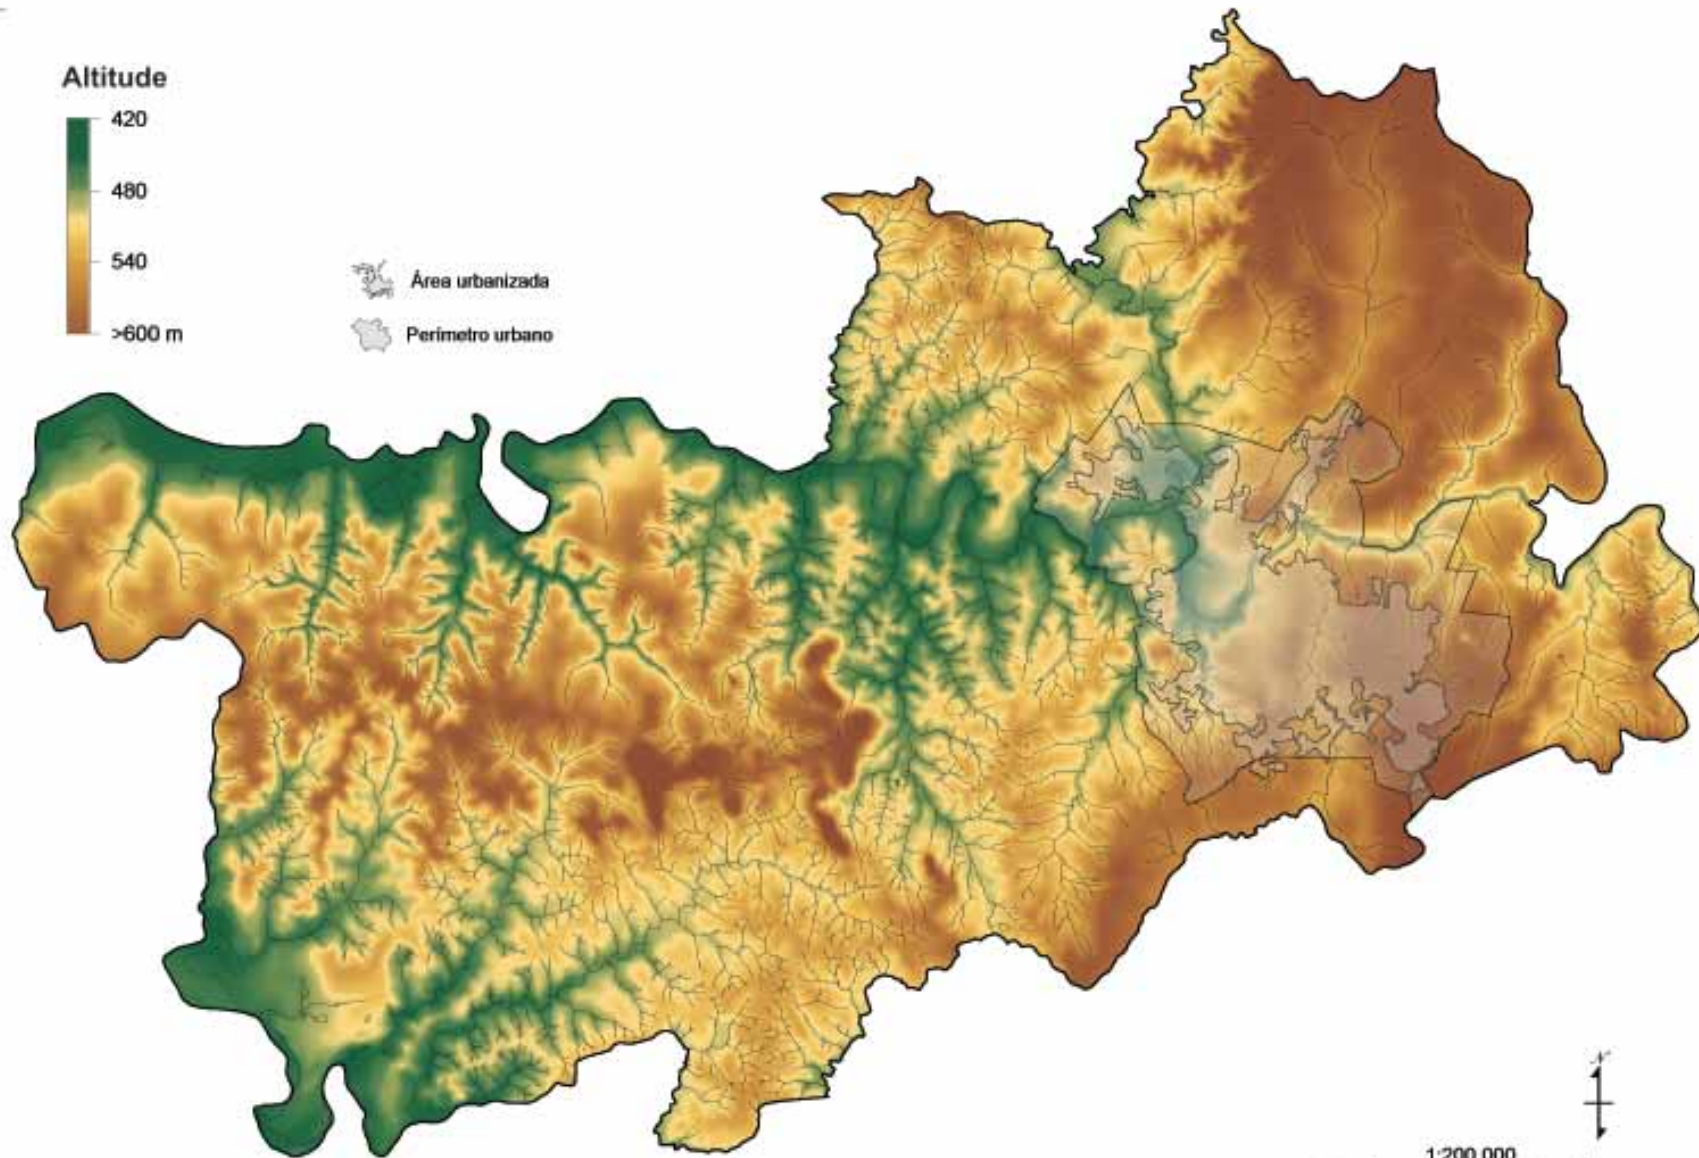 Altitude
420
480
540
>600 m
Área urbanizada
Perímetro urbano
N
1:200.000